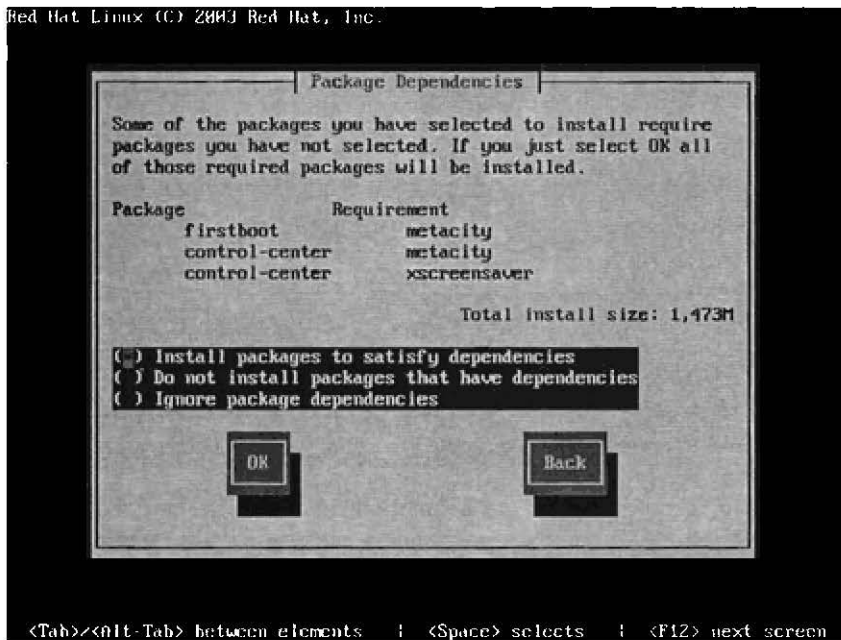 Red Hat Linux (C) 2003 Red Hat, Inc.
Package Dependencies
Some of the packages you have selected to install require
packages you have not selected. If you just select OK all
of those required packages will be installed.
Package Requirement
firstboot metacity
control-center metacity
control-center xscreensaver
Total install size: 1,473M
( ) Install packages to satisfy dependencies
( ) Do not install packages that have dependencies
( ) Ignore package dependencies
OK Back
<Tab>/<Alt-Tab> between elements | <Space> selects | <F12> next screen